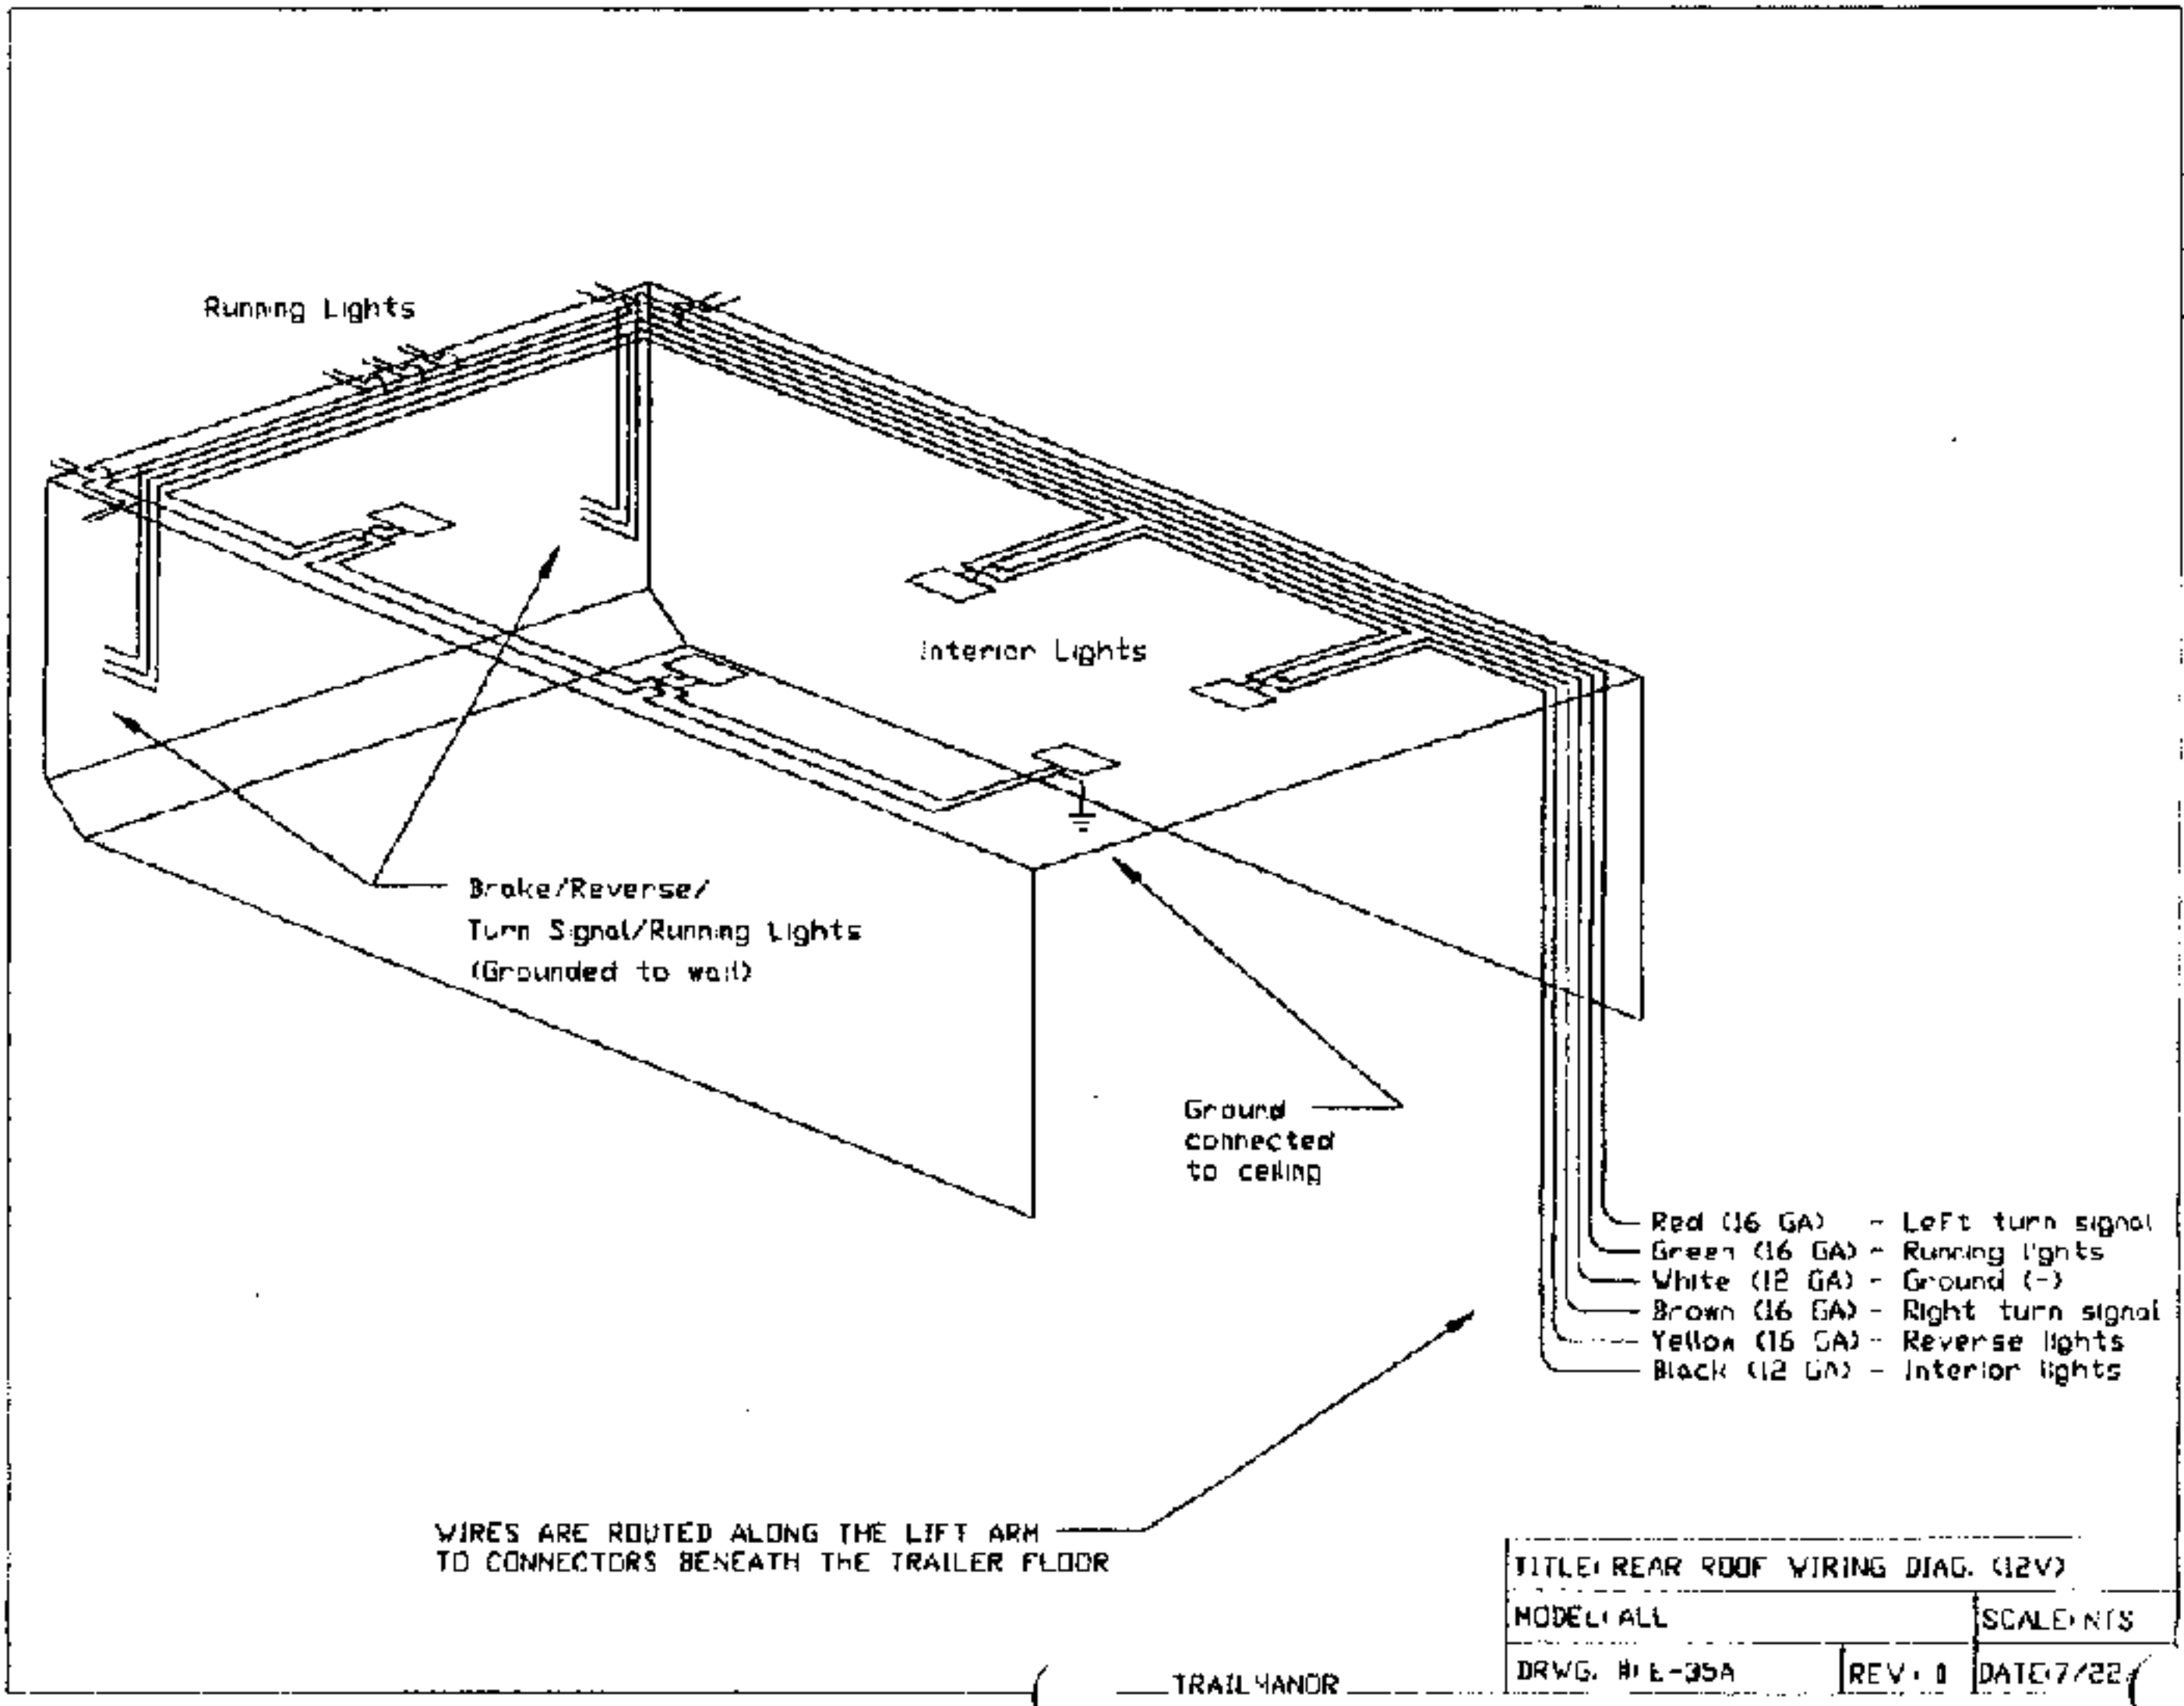 Running Lights
Interior Lights
Brake/Reverse/
Turn Signal/Running Lights
(Grounded to wall)
Ground
connected
to ceiling
Red (16 GA) - Left turn signal
Green (16 GA) - Running lights
White (12 GA) - Ground (-)
Brown (16 GA) - Right turn signal
Yellow (16 GA) - Reverse lights
Black (12 GA) - Interior lights
WIRES ARE ROUTED ALONG THE LIFT ARM
TO CONNECTORS BENEATH THE TRAILER FLOOR
TITLE: REAR ROOF WIRING DIAG. (12V)
MODEL: ALL
SCALE: NTS
DRWG. #: E-35A
REV:
DATE: 7/22
TRAILMANOR